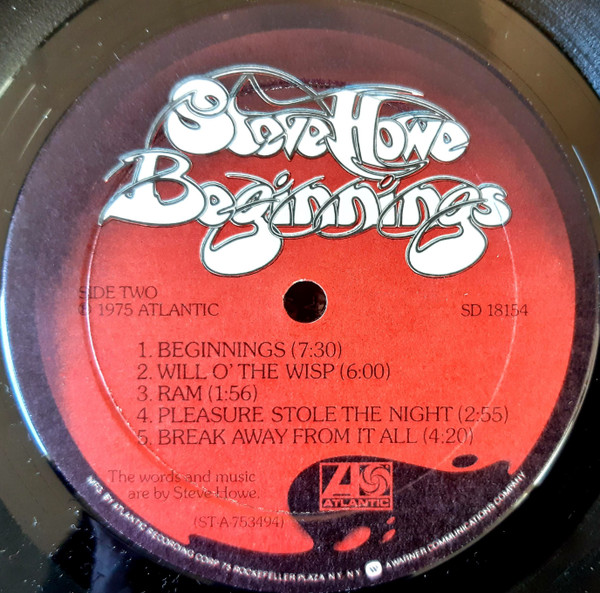 Steve Howe
Beginnings
SIDE TWO
℗ 1975 ATLANTIC
SD 18154
1. BEGINNINGS (7:30)
2. WILL O' THE WISP (6:00)
3. RAM (1:56)
4. PLEASURE STOLE THE NIGHT (2:55)
5. BREAK AWAY FROM IT ALL (4:20)
The words and music
are by Steve Howe.
ATLANTIC
(ST-A-753494)
MFG. BY ATLANTIC RECORDING CORP. 75 ROCKEFELLER PLAZA N.Y. N.Y. W A WARNER COMMUNICATIONS COMPANY